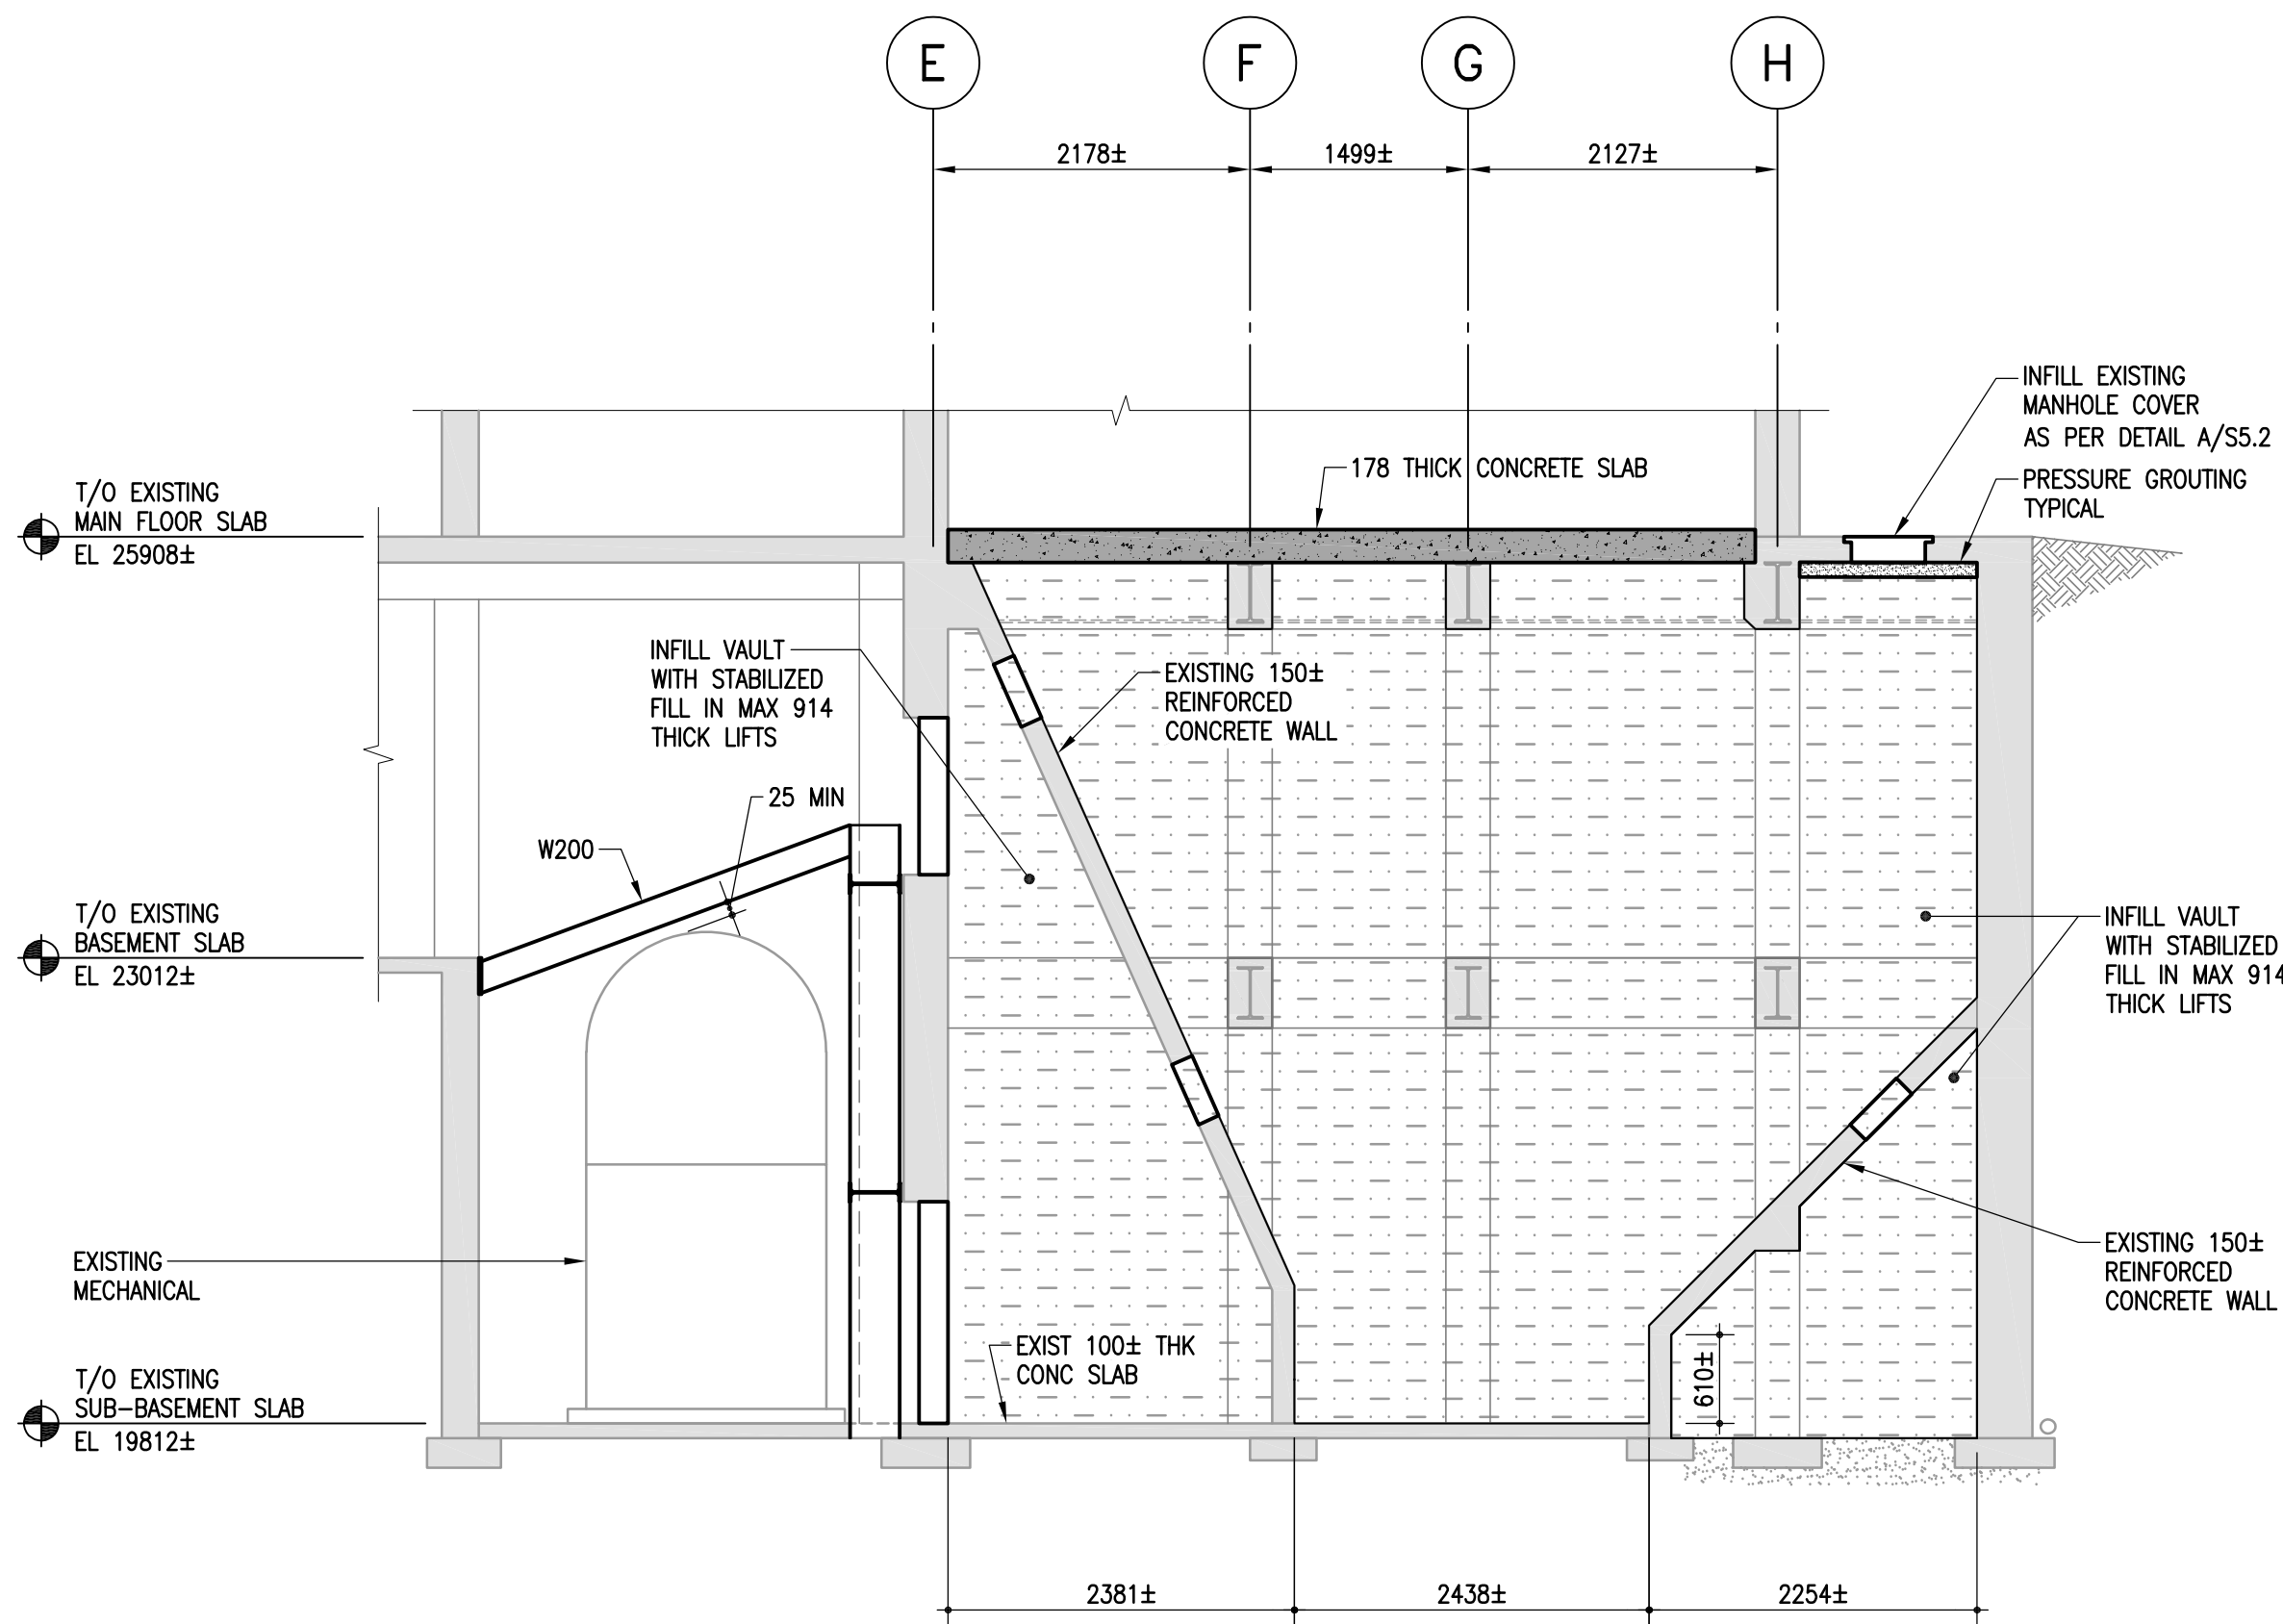 E
F
G
H
2178±
1499±
2127±
INFILL EXISTING
MANHOLE COVER
AS PER DETAIL A/S5.2
178 THICK CONCRETE SLAB
PRESSURE GROUTING
TYPICAL
T/O EXISTING
MAIN FLOOR SLAB
EL 25908±
INFILL VAULT
WITH STABILIZED
FILL IN MAX 914
THICK LIFTS
EXISTING 150±
REINFORCED
CONCRETE WALL
25 MIN
W200
T/O EXISTING
BASEMENT SLAB
EL 23012±
INFILL VAULT
WITH STABILIZED
FILL IN MAX 914
THICK LIFTS
EXISTING
MECHANICAL
EXISTING 150±
REINFORCED
CONCRETE WALL
EXIST 100± THK
CONC SLAB
610±
T/O EXISTING
SUB-BASEMENT SLAB
EL 19812±
2381±
2438±
2254±